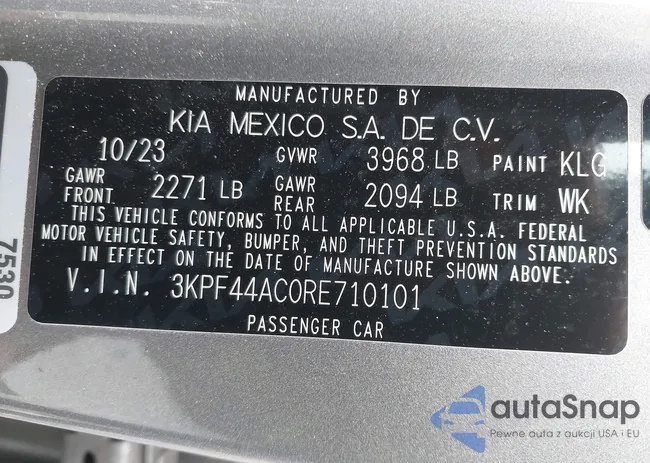 MANUFACTURED BY
KIA MEXICO S.A. DE C.V.
10/23 GVWR 3968 LB PAINT KLG
GAWR FRONT 2271 LB GAWR REAR 2094 LB TRIM WK
THIS VEHICLE CONFORMS TO ALL APPLICABLE U.S.A. FEDERAL
MOTOR VEHICLE SAFETY, BUMPER, AND THEFT PREVENTION STANDARDS
IN EFFECT ON THE DATE OF MANUFACTURE SHOWN ABOVE.
V.I.N. 3KPF44AC0RE710101
PASSENGER CAR
7530
autaSnap
Pewne auta z aukcji USA i EU